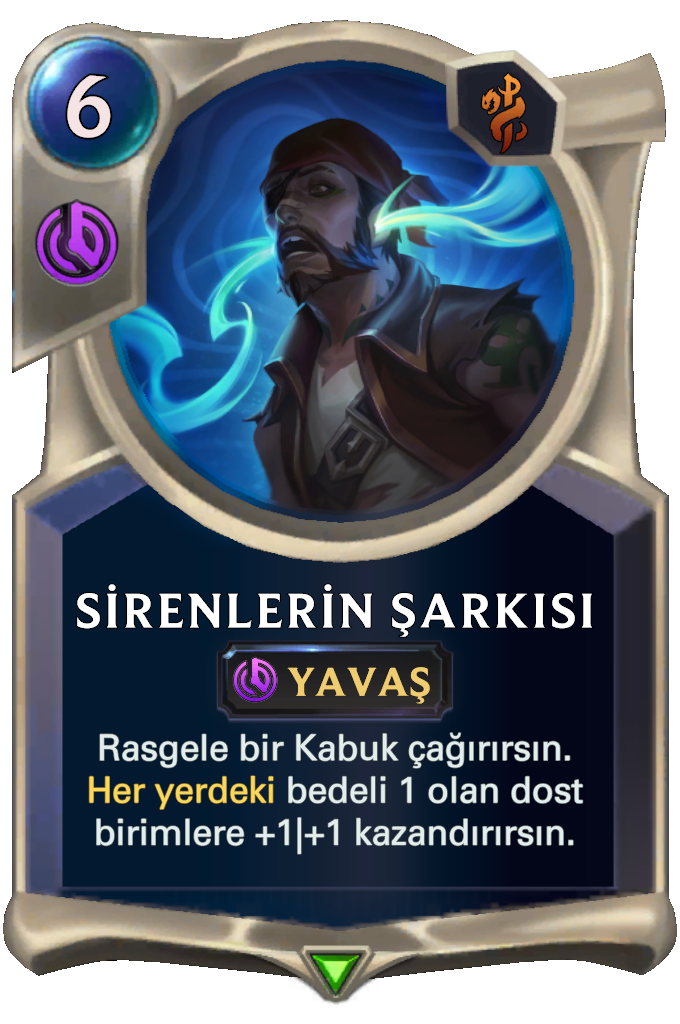 6
SİRENLERİN ŞARKISI
YAVAŞ
Rasgele bir Kabuk çağırırsın.
Her yerdeki bedeli 1 olan dost
birimlere +1|+1 kazandırırsın.